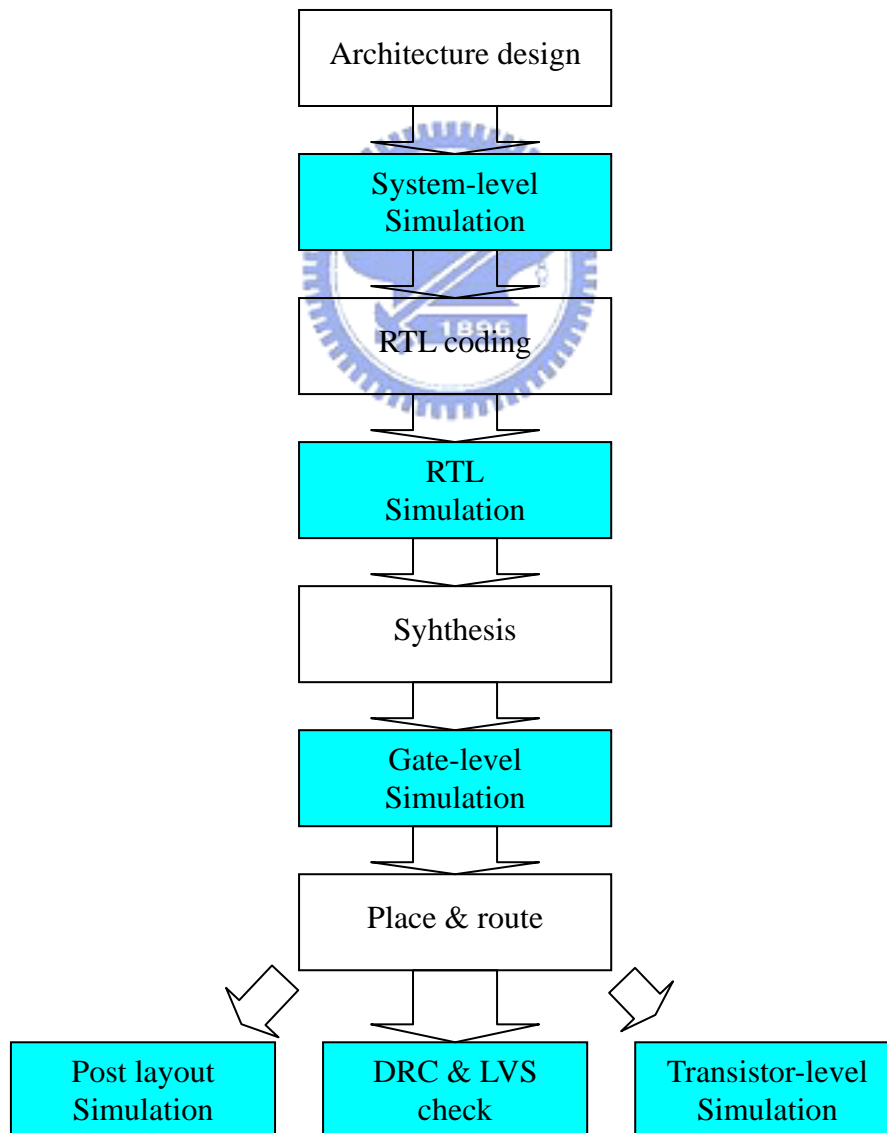 Architecture design
System-level
Simulation
1896
RTL coding
RTL
Simulation
Syhthesis
Gate-level
Simulation
Place & route
Post layout
Simulation
DRC & LVS
check
Transistor-level
Simulation